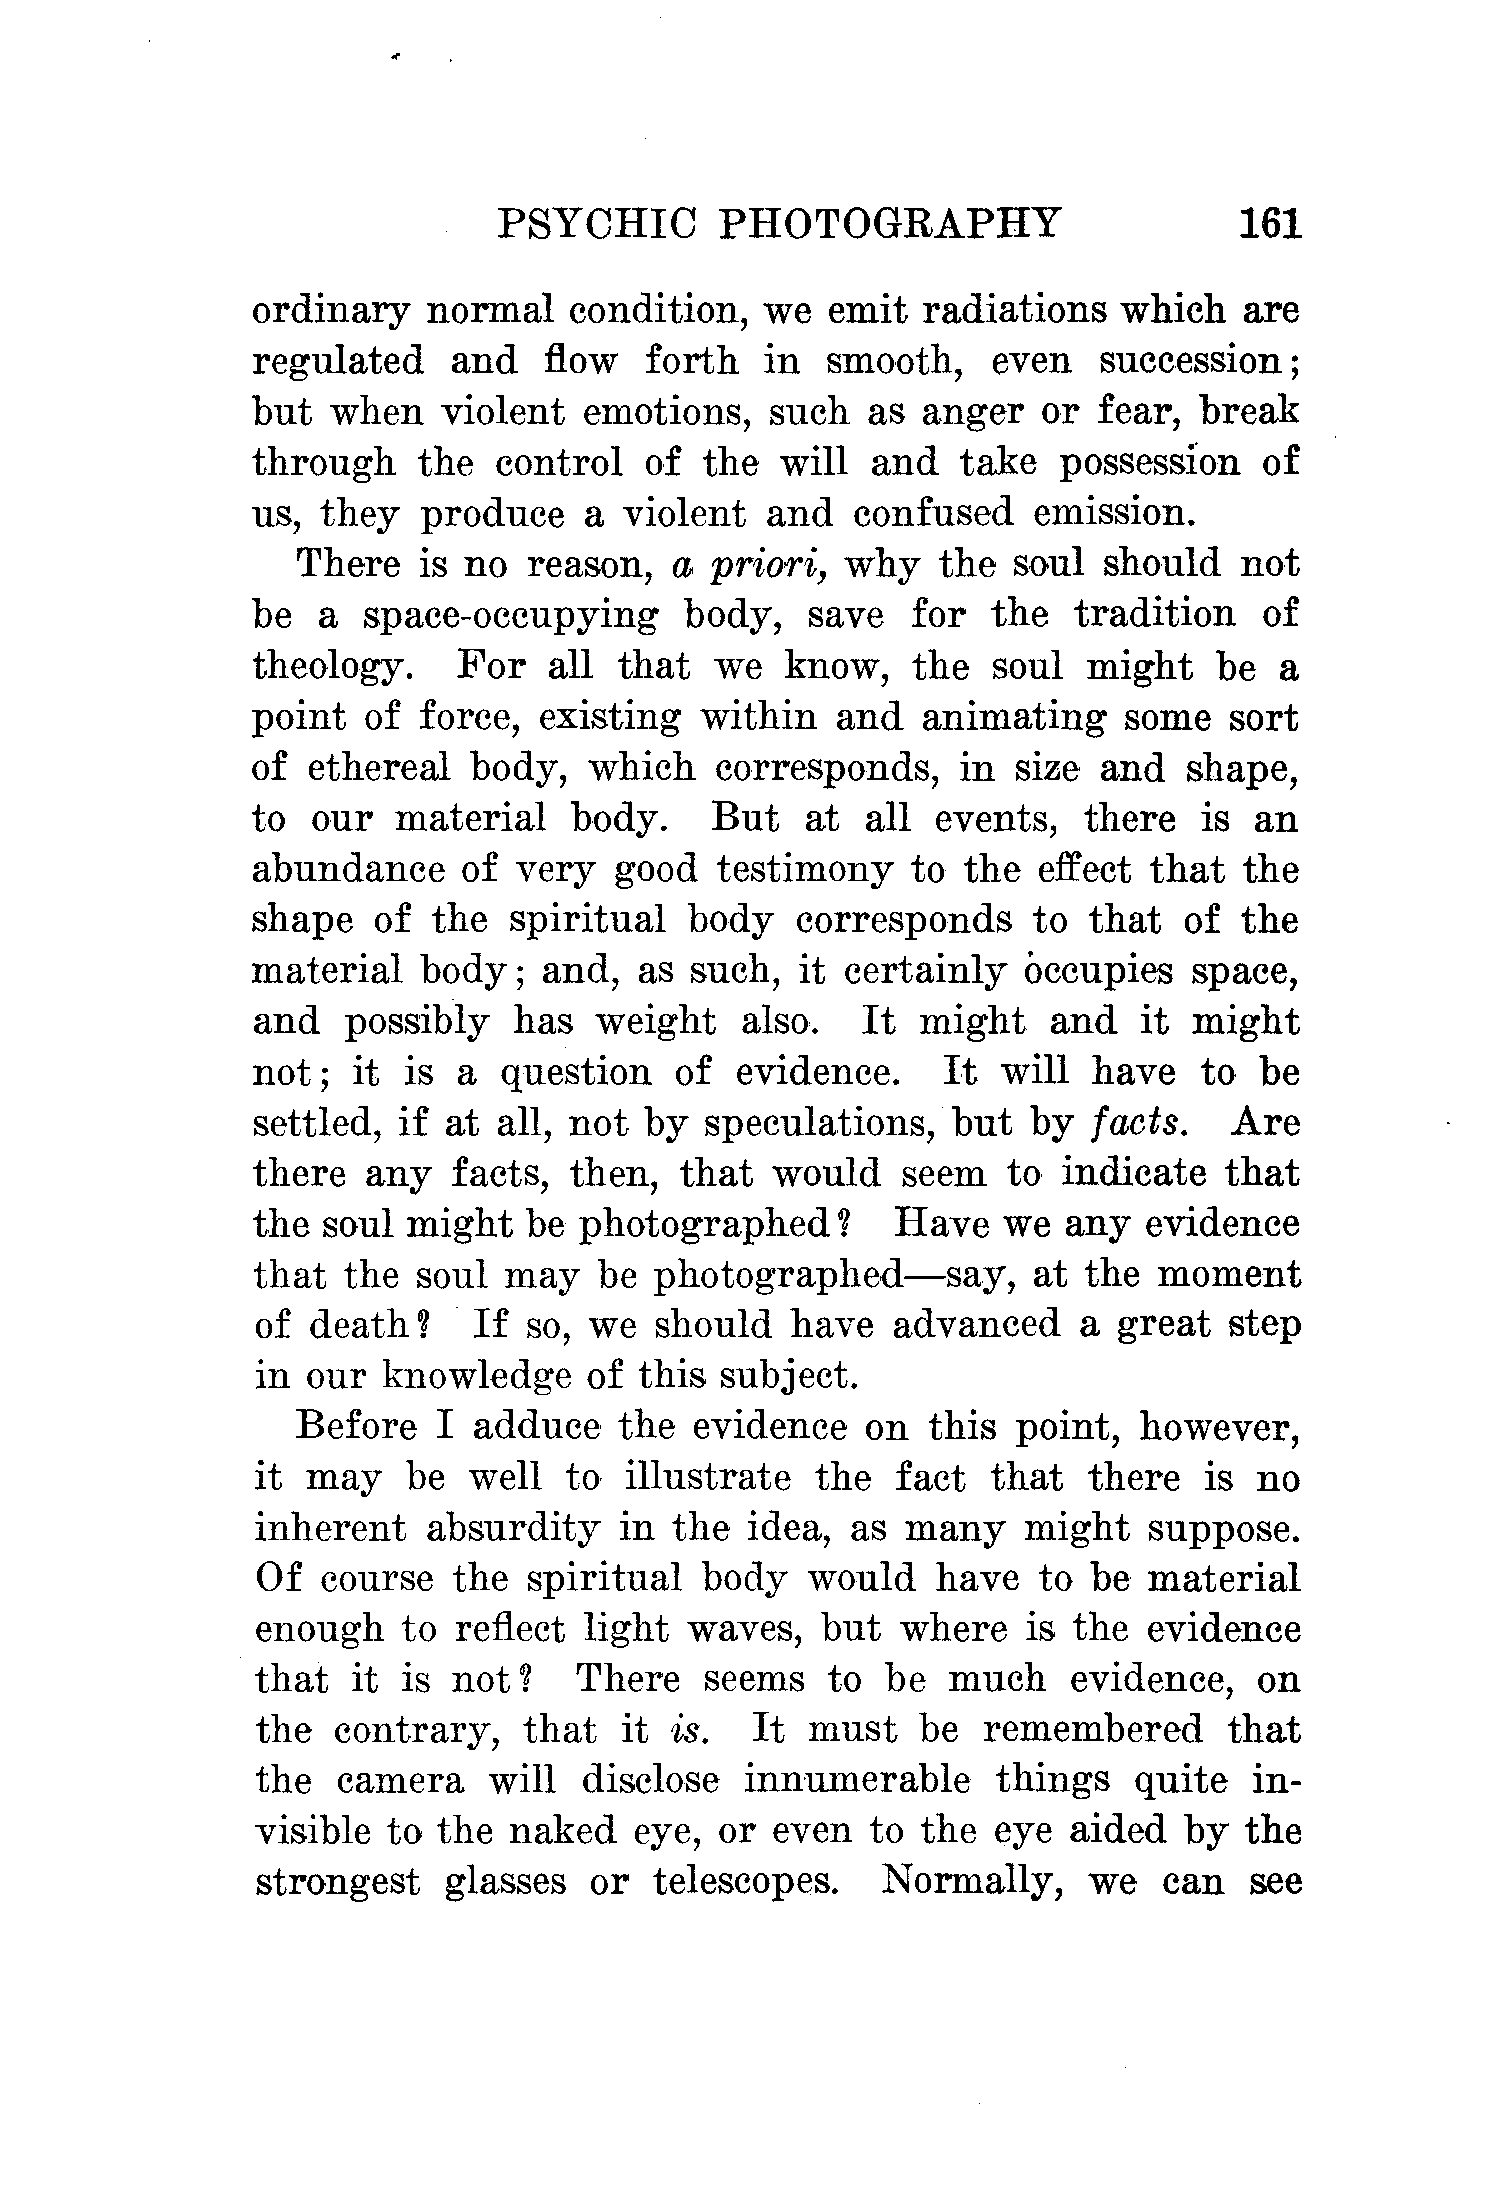 PSYCHIC PHOTOGRAPHY 161
ordinary normal condition, we emit radiations which are
regulated and flow forth in smooth, even succession;
but when violent emotions, such as anger or fear, break
through the control of the will and take possession of
us, they produce a violent and confused emission.
There is no reason, a priori, why the soul should not
be a space-occupying body, save for the tradition of
theology. For all that we know, the soul might be a
point of force, existing within and animating some sort
of ethereal body, which corresponds, in size and shape,
to our material body. But at all events, there is an
abundance of very good testimony to the effect that the
shape of the spiritual body corresponds to that of the
material body; and, as such, it certainly occupies space,
and possibly has weight also. It might and it might
not; it is a question of evidence. It will have to be
settled, if at all, not by speculations, but by facts. Are
there any facts, then, that would seem to indicate that
the soul might be photographed? Have we any evidence
that the soul may be photographed—say, at the moment
of death? If so, we should have advanced a great step
in our knowledge of this subject.
Before I adduce the evidence on this point, however,
it may be well to illustrate the fact that there is no
inherent absurdity in the idea, as many might suppose.
Of course the spiritual body would have to be material
enough to reflect light waves, but where is the evidence
that it is not? There seems to be much evidence, on
the contrary, that it is. It must be remembered that
the camera will disclose innumerable things quite in-
visible to the naked eye, or even to the eye aided by the
strongest glasses or telescopes. Normally, we can see